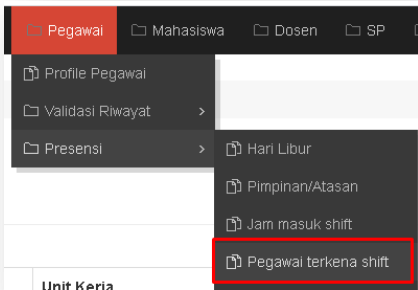 Pegawai Mahasiswa Dosen SP
Profile Pegawai
Validasi Riwayat
Presensi
Hari Libur
Pimpinan/Atasan
Jam masuk shift
Pegawai terkena shift
Unit Kerja